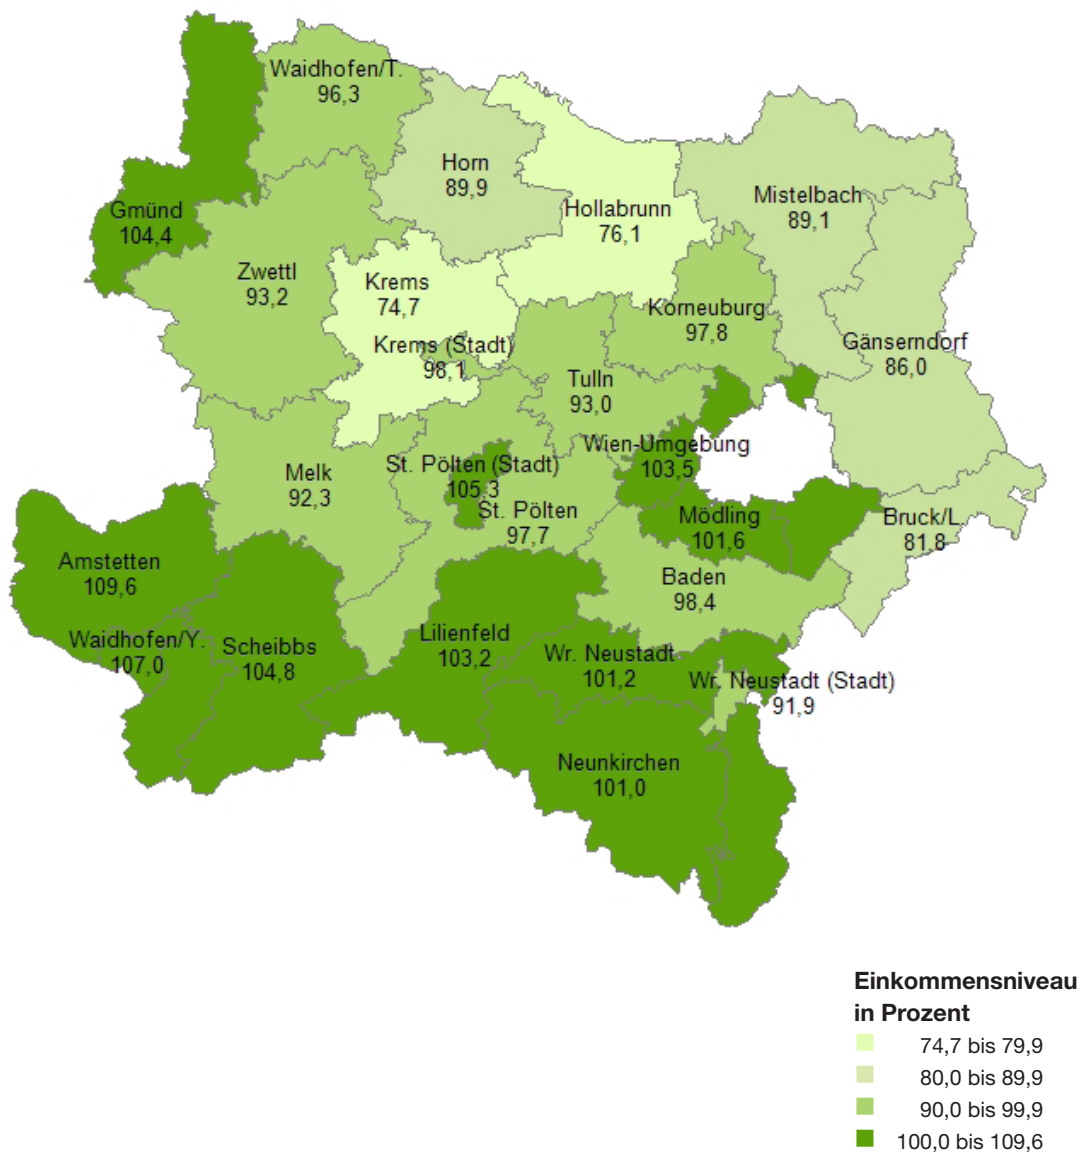 Waidhofen/T.
96,3
Horn
89,9
Mistelbach
89,1
Gmünd
104,4
Hollabrunn
76,1
Zwettl
93,2
Krems
74,7
Korneuburg
97,8
Krems (Stadt)
98,1
Gänserndorf
86,0
Tulln
93,0
Wien-Umgebung
103,5
Melk
92,3
St. Pölten (Stadt)
105,3
St. Pölten
97,7
Mödling
101,6
Bruck/L.
81,8
Amstetten
109,6
Baden
98,4
Waidhofen/Y.
107,0
Scheibbs
104,8
Lilienfeld
103,2
Wr. Neustadt
101,2
Wr. Neustadt (Stadt)
91,9
Neunkirchen
101,0
Einkommensniveau
in Prozent
74,7 bis 79,9
80,0 bis 89,9
90,0 bis 99,9
100,0 bis 109,6